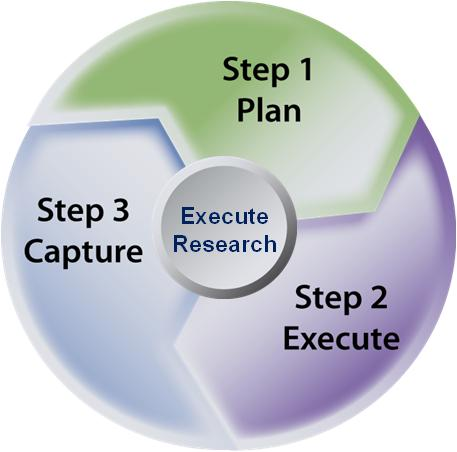 Step 1
Plan
Step 3
Capture
Execute
Research
Step 2
Execute